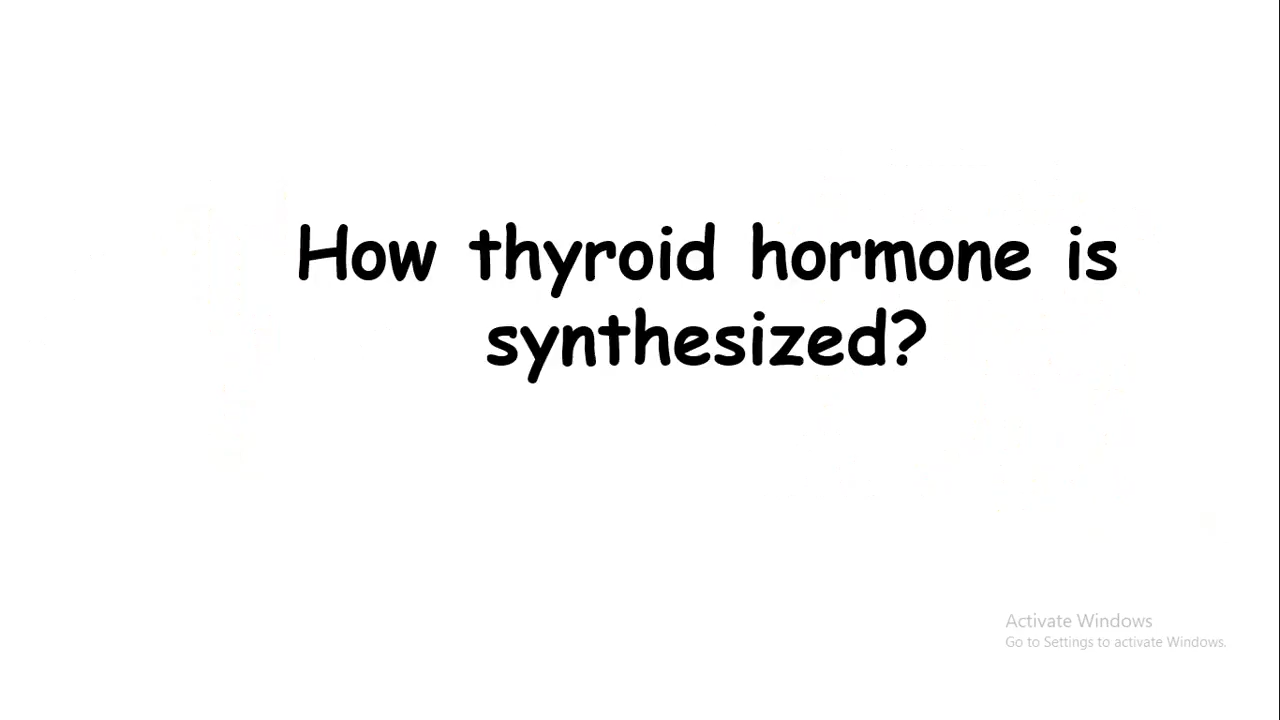 How thyroid hormone is
synthesized?
Activate Windows
Go to Settings to activate Windows.